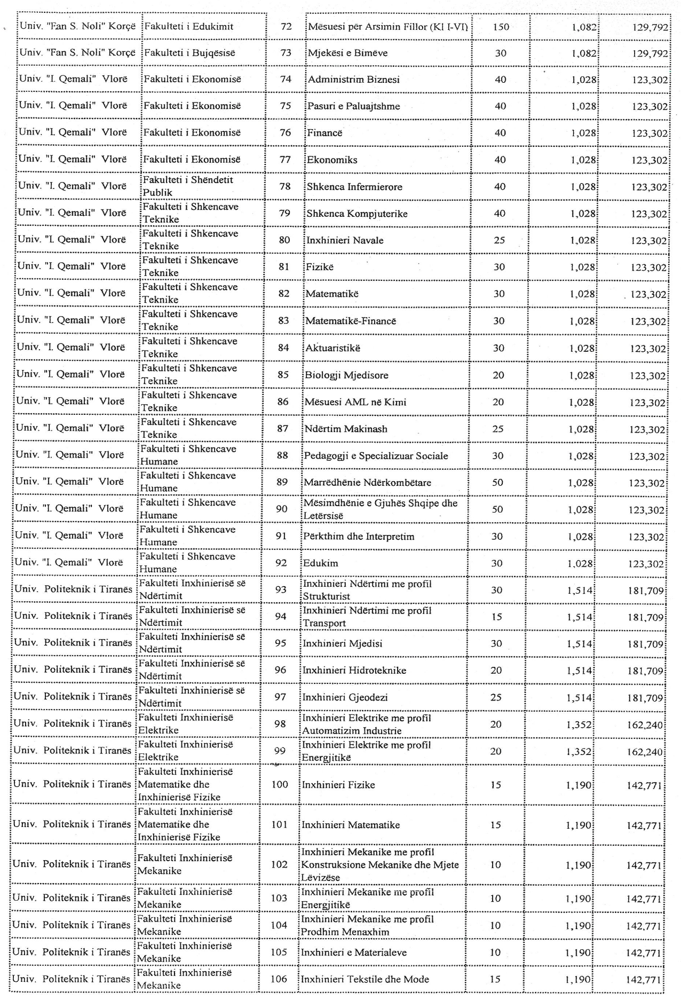 Univ. "Fan S. Noli" Korçë Fakulteti i Edukimit 72 Mësuesi për Arsimin Fillor (Kl I-VI) 150 1,082 129,792
Univ. "Fan S. Noli" Korçë Fakulteti i Bujqësisë 73 Mjekësi e Bimëve 30 1,082 129,792
Univ. "I. Qemali" Vlorë Fakulteti i Ekonomisë 74 Administrim Biznesi 40 1,028 123,302
Univ. "I. Qemali" Vlorë Fakulteti i Ekonomisë 75 Pasuri e Paluajtshme 40 1,028 123,302
Univ. "I. Qemali" Vlorë Fakulteti i Ekonomisë 76 Financë 40 1,028 123,302
Univ. "I. Qemali" Vlorë Fakulteti i Ekonomisë 77 Ekonomiks 40 1,028 123,302
Univ. "I. Qemali" Vlorë Fakulteti i Shëndetit
Publik 78 Shkenca Infermierore 40 1,028 123,302
Univ. "I. Qemali" Vlorë Fakulteti i Shkencave
Teknike 79 Shkenca Kompjuterike 40 1,028 123,302
Univ. "I. Qemali" Vlorë Fakulteti i Shkencave
Teknike 80 Inxhinieri Navale 25 1,028 123,302
Univ. "I. Qemali" Vlorë Fakulteti i Shkencave
Teknike 81 Fizikë 30 1,028 123,302
Univ. "I. Qemali" Vlorë Fakulteti i Shkencave
Teknike 82 Matematikë 30 1,028 123,302
Univ. "I. Qemali" Vlorë Fakulteti i Shkencave
Teknike 83 Matematikë-Financë 30 1,028 123,302
Univ. "I. Qemali" Vlorë Fakulteti i Shkencave
Teknike 84 Aktuaristikë 30 1,028 123,302
Univ. "I. Qemali" Vlorë Fakulteti i Shkencave
Teknike 85 Biologji Mjedisore 20 1,028 123,302
Univ. "I. Qemali" Vlorë Fakulteti i Shkencave
Teknike 86 Mësuesi AML në Kimi 20 1,028 123,302
Univ. "I. Qemali" Vlorë Fakulteti i Shkencave
Teknike 87 Ndërtim Makinash 25 1,028 123,302
Univ. "I. Qemali" Vlorë Fakulteti i Shkencave
Humane 88 Pedagogji e Specializuar Sociale 30 1,028 123,302
Univ. "I. Qemali" Vlorë Fakulteti i Shkencave
Humane 89 Marrëdhënie Ndërkombëtare 50 1,028 123,302
Univ. "I. Qemali" Vlorë Fakulteti i Shkencave
Humane 90 Mësimdhënie e Gjuhës Shqipe dhe
Letërsisë 50 1,028 123,302
Univ. "I. Qemali" Vlorë Fakulteti i Shkencave
Humane 91 Përkthim dhe Interpretim 30 1,028 123,302
Univ. "I. Qemali" Vlorë Fakulteti i Shkencave
Humane 92 Edukim 30 1,028 123,302
Univ. Politeknik i Tiranës Fakulteti Inxhinierisë së
Ndërtimit 93 Inxhinieri Ndërtimi me profil
Strukturist 30 1,514 181,709
Univ. Politeknik i Tiranës Fakulteti Inxhinierisë së
Ndërtimit 94 Inxhinieri Ndërtimi me profil
Transport 15 1,514 181,709
Univ. Politeknik i Tiranës Fakulteti Inxhinierisë së
Ndërtimit 95 Inxhinieri Mjedisi 30 1,514 181,709
Univ. Politeknik i Tiranës Fakulteti Inxhinierisë së
Ndërtimit 96 Inxhinieri Hidroteknike 20 1,514 181,709
Univ. Politeknik i Tiranës Fakulteti Inxhinierisë së
Ndërtimit 97 Inxhinieri Gjeodezi 25 1,514 181,709
Univ. Politeknik i Tiranës Fakulteti Inxhinierisë
Elektrike 98 Inxhinieri Elektrike me profil
Automatizim Industrie 20 1,352 162,240
Univ. Politeknik i Tiranës Fakulteti Inxhinierisë
Elektrike 99 Inxhinieri Elektrike me profil
Energjitikë 20 1,352 162,240
Univ. Politeknik i Tiranës Fakulteti Inxhinierisë
Matematike dhe
Inxhinierisë Fizike 100 Inxhinieri Fizike 15 1,190 142,771
Univ. Politeknik i Tiranës Fakulteti Inxhinierisë
Matematike dhe
Inxhinierisë Fizike 101 Inxhinieri Matematike 15 1,190 142,771
Univ. Politeknik i Tiranës Fakulteti Inxhinierisë
Mekanike 102 Inxhinieri Mekanike me profil
Konstruksione Mekanike dhe Mjete
Lëvizëse 10 1,190 142,771
Univ. Politeknik i Tiranës Fakulteti Inxhinierisë
Mekanike 103 Inxhinieri Mekanike me profil
Energjitikë 10 1,190 142,771
Univ. Politeknik i Tiranës Fakulteti Inxhinierisë
Mekanike 104 Inxhinieri Mekanike me profil
Prodhim Menaxhim 10 1,190 142,771
Univ. Politeknik i Tiranës Fakulteti Inxhinierisë
Mekanike 105 Inxhinieri e Materialeve 10 1,190 142,771
Univ. Politeknik i Tiranës Fakulteti Inxhinierisë
Mekanike 106 Inxhinieri Tekstile dhe Mode 15 1,190 142,771